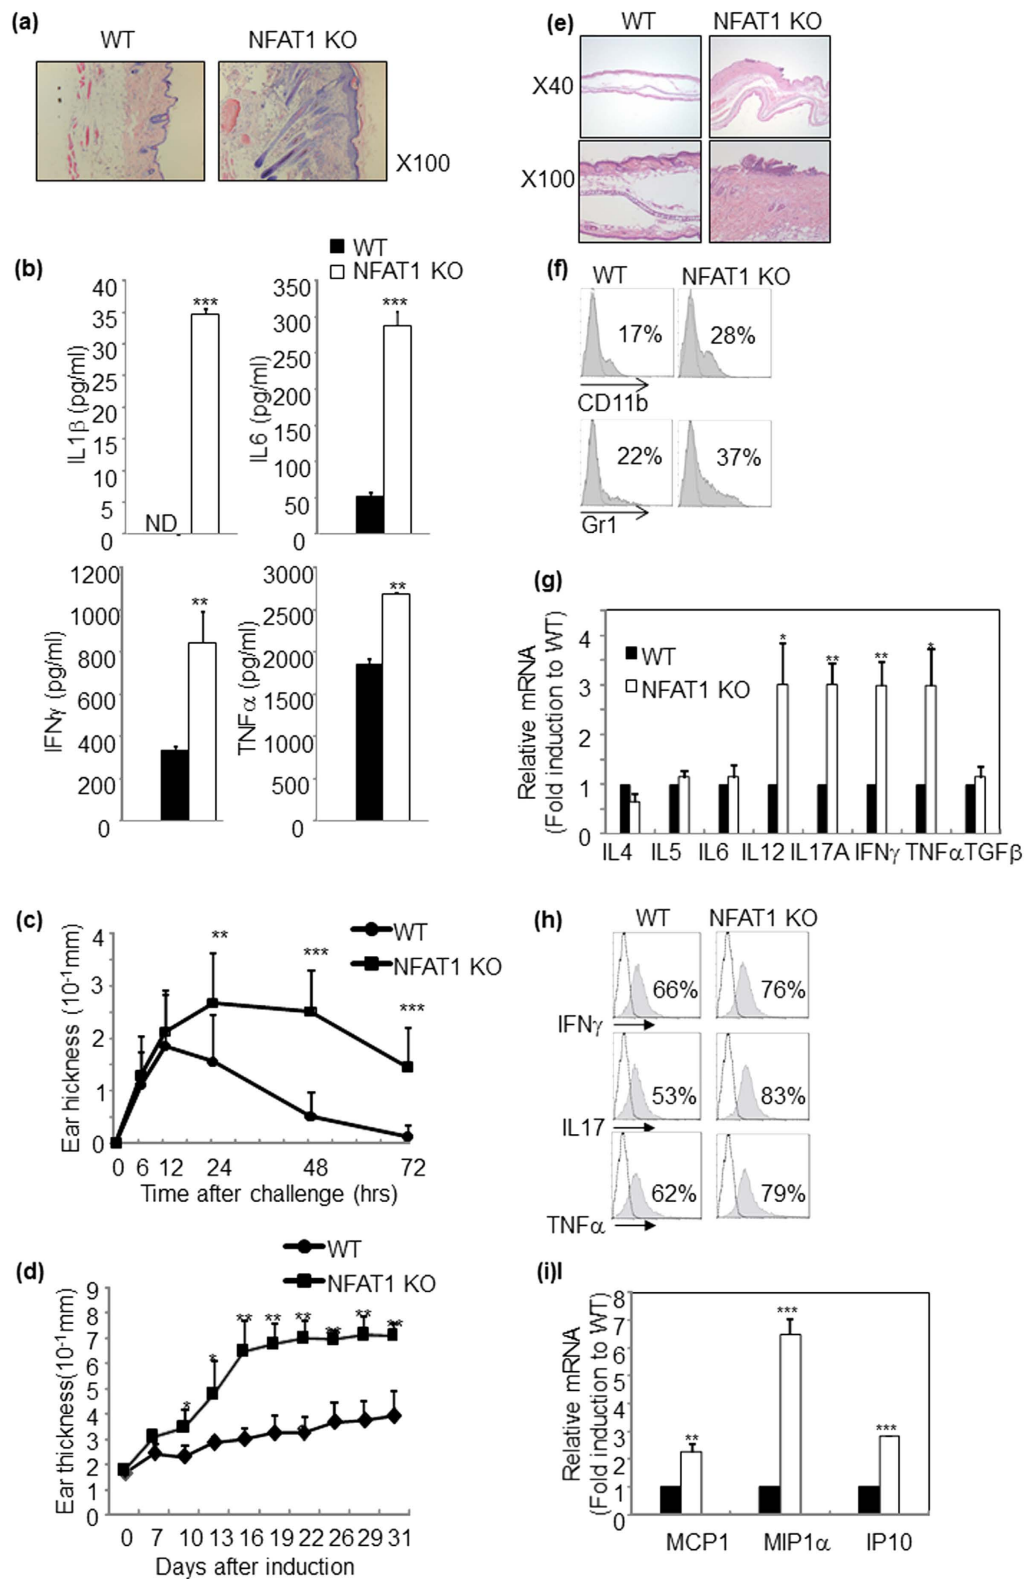 (a)
WT NFAT1 KO
X100
(b)
WT
NFAT1 KO
IL1β (pg/ml)
40
35
30
25
20
15
10
5
0
ND
***
IL6 (pg/ml)
350
300
250
200
150
100
50
0
***
IFNγ (pg/ml)
1200
1000
800
600
400
200
0
**
TNFα (pg/ml)
3000
2500
2000
1500
1000
500
0
**
(c)
WT
NFAT1 KO
Ear hickness (10⁻¹mm)
4
3
2
1
0
** *** ***
0 6 12 24 48 72
Time after challenge (hrs)
(d)
WT
NFAT1 KO
Ear thickness(10⁻¹mm)
9
8
7
6
5
4
3
2
1
0
* * ** ** ** ** ** **
0 7 10 13 16 19 22 26 29 31
Days after induction
(e)
WT NFAT1 KO
X40
X100
(f)
WT NFAT1 KO
17% 28%
CD11b
22% 37%
Gr1
(g)
WT
NFAT1 KO
Relative mRNA
(Fold induction to WT)
4
3
2
1
0
* ** ** *
IL4 IL5 IL6 IL12 IL17A IFNγ TNFαTGFβ
(h)
WT NFAT1 KO
66% 76%
IFNγ
53% 83%
IL17
62% 79%
TNFα
(i)I
Relative mRNA
(Fold induction to WT)
8
7
6
5
4
3
2
1
0
** *** ***
MCP1 MIP1α IP10